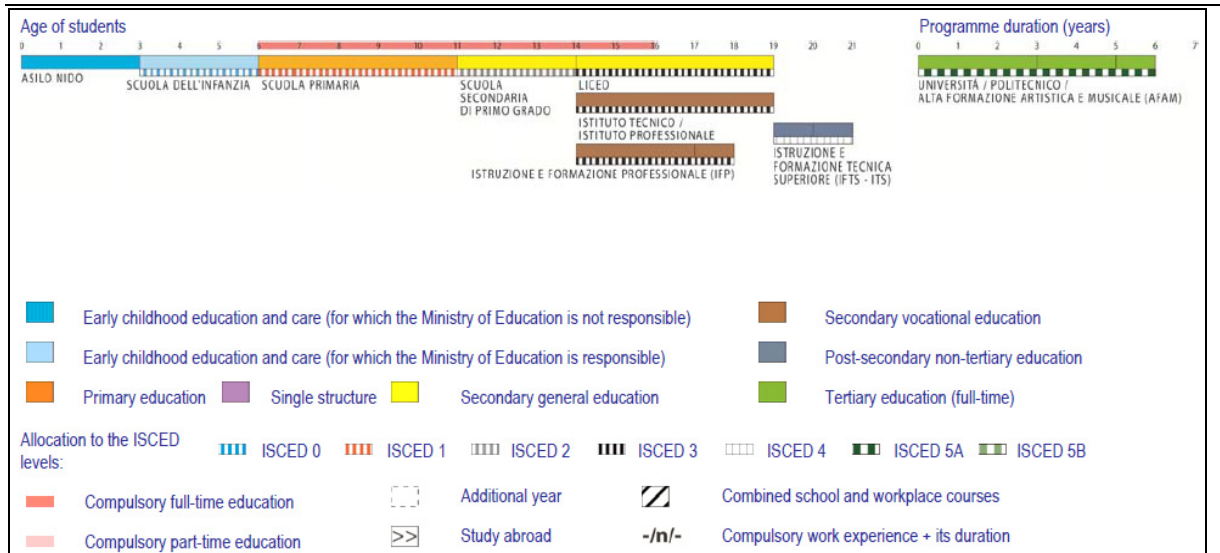 Age of students
Programme duration (years)
0 1 2 3 4 5 6 7 8 9 10 11 12 13 14 15 16 17 18 19 20 21
0 1 2 3 4 5 6 7
ASILO NIDO
SCUOLA DELL'INFANZIA
SCUOLA PRIMARIA
SCUOLA
SECONDARIA
DI PRIMO GRADO
LICEO
ISTITUTO TECNICO /
ISTITUTO PROFESSIONALE
ISTRUZIONE E FORMAZIONE PROFESSIONALE (IFP)
ISTRUZIONE E
FORMAZIONE TECNICA
SUPERIORE (IFTS - ITS)
UNIVERSITÁ / POLITECNICO /
ALTA FORMAZIONE ARTISTICA E MUSICALE (AFAM)
Early childhood education and care (for which the Ministry of Education is not responsible)
Secondary vocational education
Early childhood education and care (for which the Ministry of Education is responsible)
Post-secondary non-tertiary education
Primary education
Single structure
Secondary general education
Tertiary education (full-time)
Allocation to the ISCED
levels:
ISCED 0
ISCED 1
ISCED 2
ISCED 3
ISCED 4
ISCED 5A
ISCED 5B
Compulsory full-time education
Additional year
Combined school and workplace courses
Compulsory part-time education
>>
Study abroad
-/n/-
Compulsory work experience + its duration